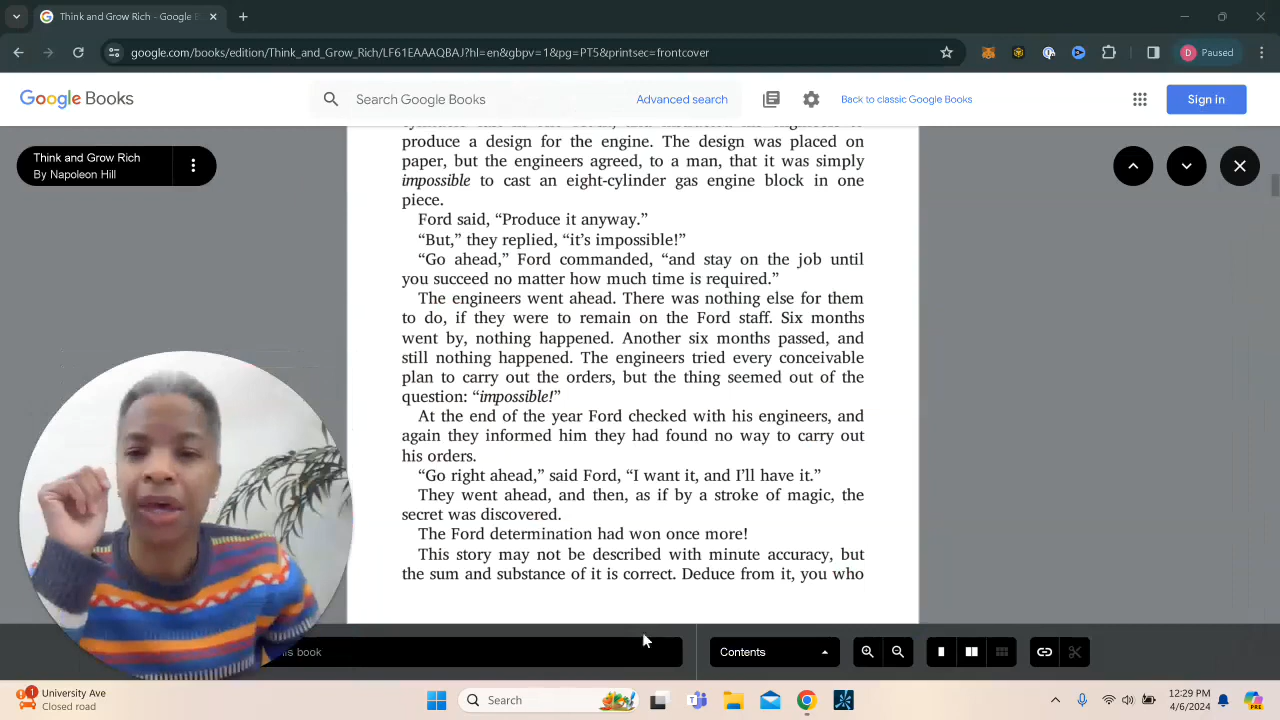 Think and Grow Rich - Google B
google.com/books/edition/Think_and_Grow_Rich/LF61EAAAQBAJ?hl=en&gbpv=1&pg=PT5&printsec=frontcover
D Paused
Google Books
Search Google Books
Advanced search
Back to classic Google Books
Sign in
Think and Grow Rich
By Napoleon Hill
produce a design for the engine. The design was placed on
paper, but the engineers agreed, to a man, that it was simply
impossible to cast an eight-cylinder gas engine block in one
piece.
Ford said, “Produce it anyway.”
“But,” they replied, “it’s impossible!”
“Go ahead,” Ford commanded, “and stay on the job until
you succeed no matter how much time is required.”
The engineers went ahead. There was nothing else for them
to do, if they were to remain on the Ford staff. Six months
went by, nothing happened. Another six months passed, and
still nothing happened. The engineers tried every conceivable
plan to carry out the orders, but the thing seemed out of the
question: “impossible!”
At the end of the year Ford checked with his engineers, and
again they informed him they had found no way to carry out
his orders.
“Go right ahead,” said Ford, “I want it, and I’ll have it.”
They went ahead, and then, as if by a stroke of magic, the
secret was discovered.
The Ford determination had won once more!
This story may not be described with minute accuracy, but
the sum and substance of it is correct. Deduce from it, you who
his book
Contents
1
University Ave
Closed road
Search
12:29 PM
4/6/2024
PRE